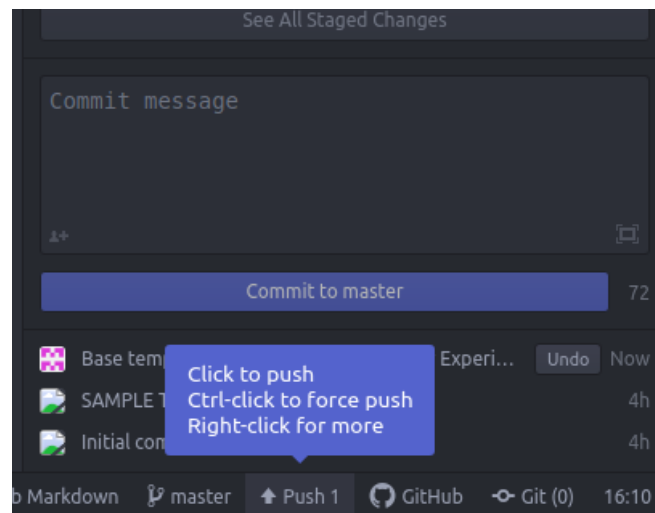 See All Staged Changes
Commit message
Commit to master
72
Base Experi... Undo Now
SAMPLE 4h
Initial 4h
Click to push
Ctrl-click to force push
Right-click for more
Markdown master Push 1 GitHub Git (0) 16:10